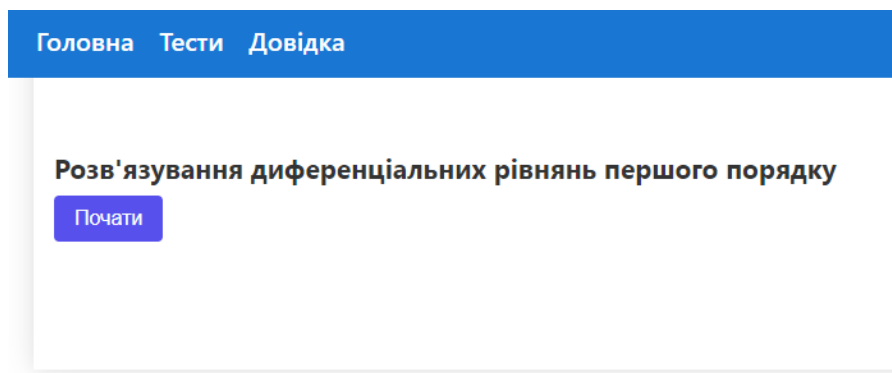 Головна Тести Довідка
Розв'язування диференціальних рівнянь першого порядку
Почати